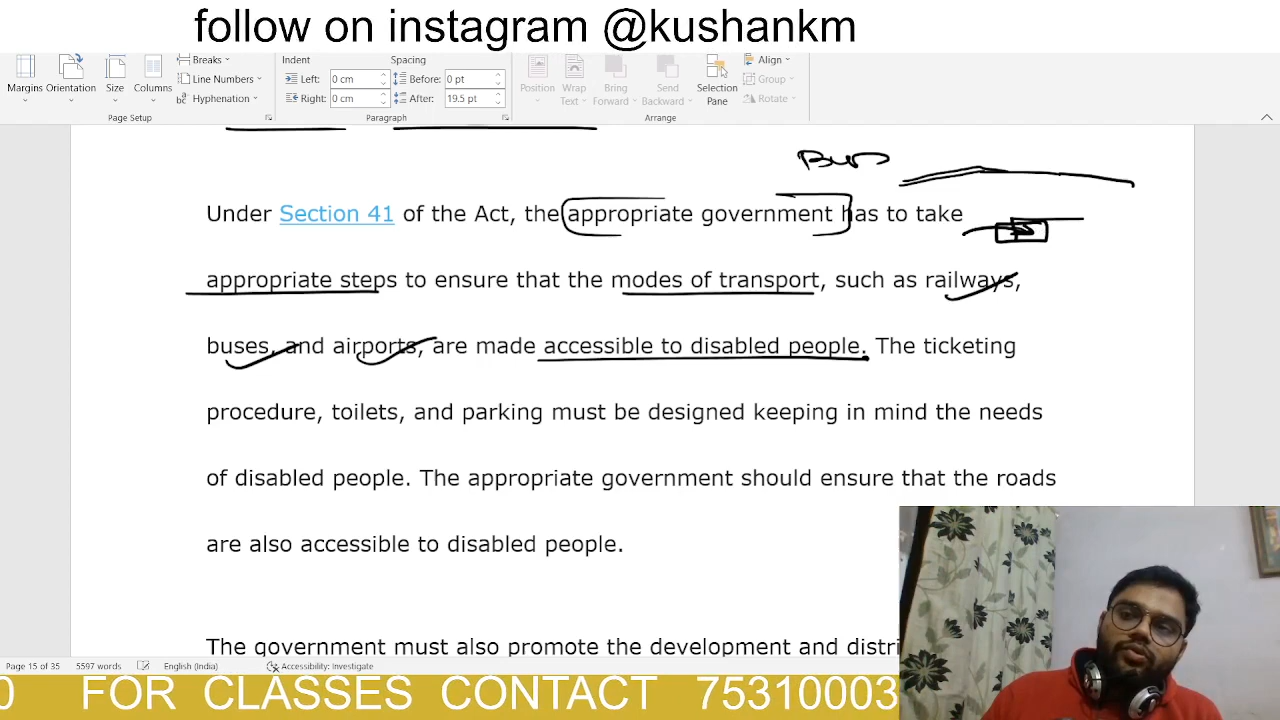 follow on instagram @kushankm
Breaks
Indent
Spacing
Align
Margins
Orientation
Size
Columns
Line Numbers
Hyphenation
Left: 0 cm
Right: 0 cm
Before: 0 pt
After: 19.5 pt
Position
Wrap Text
Bring Forward
Send Backward
Selection Pane
Group
Rotate
Page Setup
Paragraph
Arrange
Under Section 41 of the Act, the appropriate government has to take
appropriate steps to ensure that the modes of transport, such as railways,
buses, and airports, are made accessible to disabled people. The ticketing
procedure, toilets, and parking must be designed keeping in mind the needs
of disabled people. The appropriate government should ensure that the roads
are also accessible to disabled people.
The government must also promote the development and distri
Page 15 of 35 5597 words English (India) Accessibility: Investigate
0 FOR CLASSES CONTACT 75310003